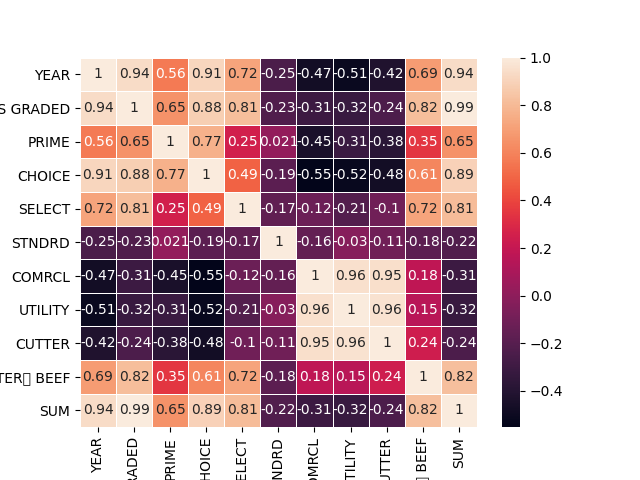 YEAR 1 0.94 0.56 0.91 0.72 -0.25 -0.47 -0.51 -0.42 0.69 0.94
S GRADED 0.94 1 0.65 0.88 0.81 -0.23 -0.31 -0.32 -0.24 0.82 0.99
PRIME 0.56 0.65 1 0.77 0.25 0.021 -0.45 -0.31 -0.38 0.35 0.65
CHOICE 0.91 0.88 0.77 1 0.49 -0.19 -0.55 -0.52 -0.48 0.61 0.89
SELECT 0.72 0.81 0.25 0.49 1 -0.17 -0.12 -0.21 -0.1 0.72 0.81
STNDRD -0.25 -0.23 0.021 -0.19 -0.17 1 -0.16 -0.03 -0.11 -0.18 -0.22
COMRCL -0.47 -0.31 -0.45 -0.55 -0.12 -0.16 1 0.96 0.95 0.18 -0.31
UTILITY -0.51 -0.32 -0.31 -0.52 -0.21 -0.03 0.96 1 0.96 0.15 -0.32
CUTTER -0.42 -0.24 -0.38 -0.48 -0.1 -0.11 0.95 0.96 1 0.24 -0.24
TER▯ BEEF 0.69 0.82 0.35 0.61 0.72 -0.18 0.18 0.15 0.24 1 0.82
SUM 0.94 0.99 0.65 0.89 0.81 -0.22 -0.31 -0.32 -0.24 0.82 1
YEAR
RADED
PRIME
HOICE
ELECT
NDRD
OMRCL
TILITY
UTTER
▯ BEEF
SUM
1.0
0.8
0.6
0.4
0.2
0.0
−0.2
−0.4